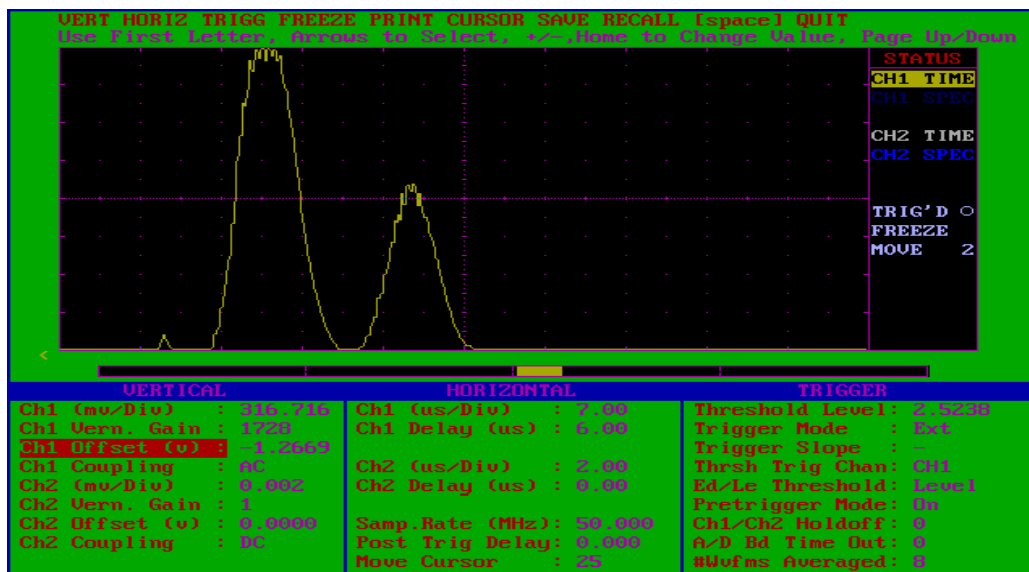 VERT HORIZ TRIGG FREEZE PRINT CURSOR SAVE RECALL [space] QUIT
Use First Letter, Arrows to Select, +/-,Home to Change Value, Page Up/Down
STATUS
CH1 TIME
CH1 SPEC
CH2 TIME
CH2 SPEC
TRIG'D O
FREEZE
MOVE 2
<
VERTICAL
Ch1 (mv/Div) : 316.716
Ch1 Vern. Gain : 1728
Ch1 Offset (v) : -1.2669
Ch1 Coupling : AC
Ch2 (mv/Div) : 0.002
Ch2 Vern. Gain : 1
Ch2 Offset (v) : 0.0000
Ch2 Coupling : DC
HORIZONTAL
Ch1 (us/Div) : 7.00
Ch1 Delay (us) : 6.00
Ch2 (us/Div) : 2.00
Ch2 Delay (us) : 0.00
Samp.Rate (MHz): 50.000
Post Trig Delay: 0.000
Move Cursor : 25
TRIGGER
Threshold Level: 2.5238
Trigger Mode : Ext
Trigger Slope : -
Thrsh Trig Chan: CH1
Ed/Le Threshold: Level
Pretrigger Mode: On
Ch1/Ch2 Holdoff: 0
A/D Bd Time Out: 0
#Wvfms Averaged: 8